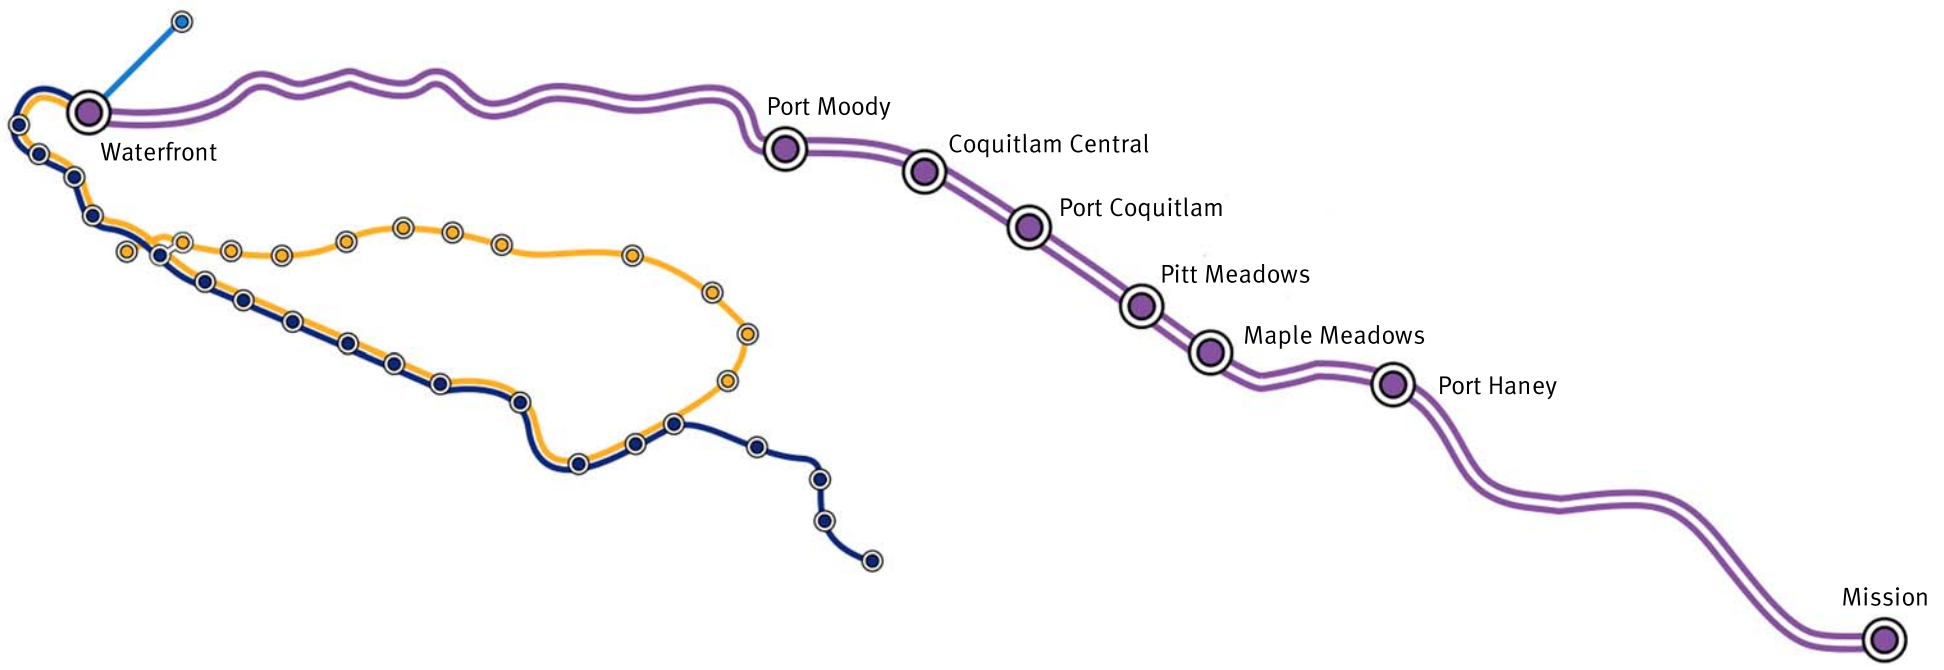 Port Moody
Coquitlam Central
Waterfront
Port Coquitlam
Pitt Meadows
Maple Meadows
Port Haney
Mission